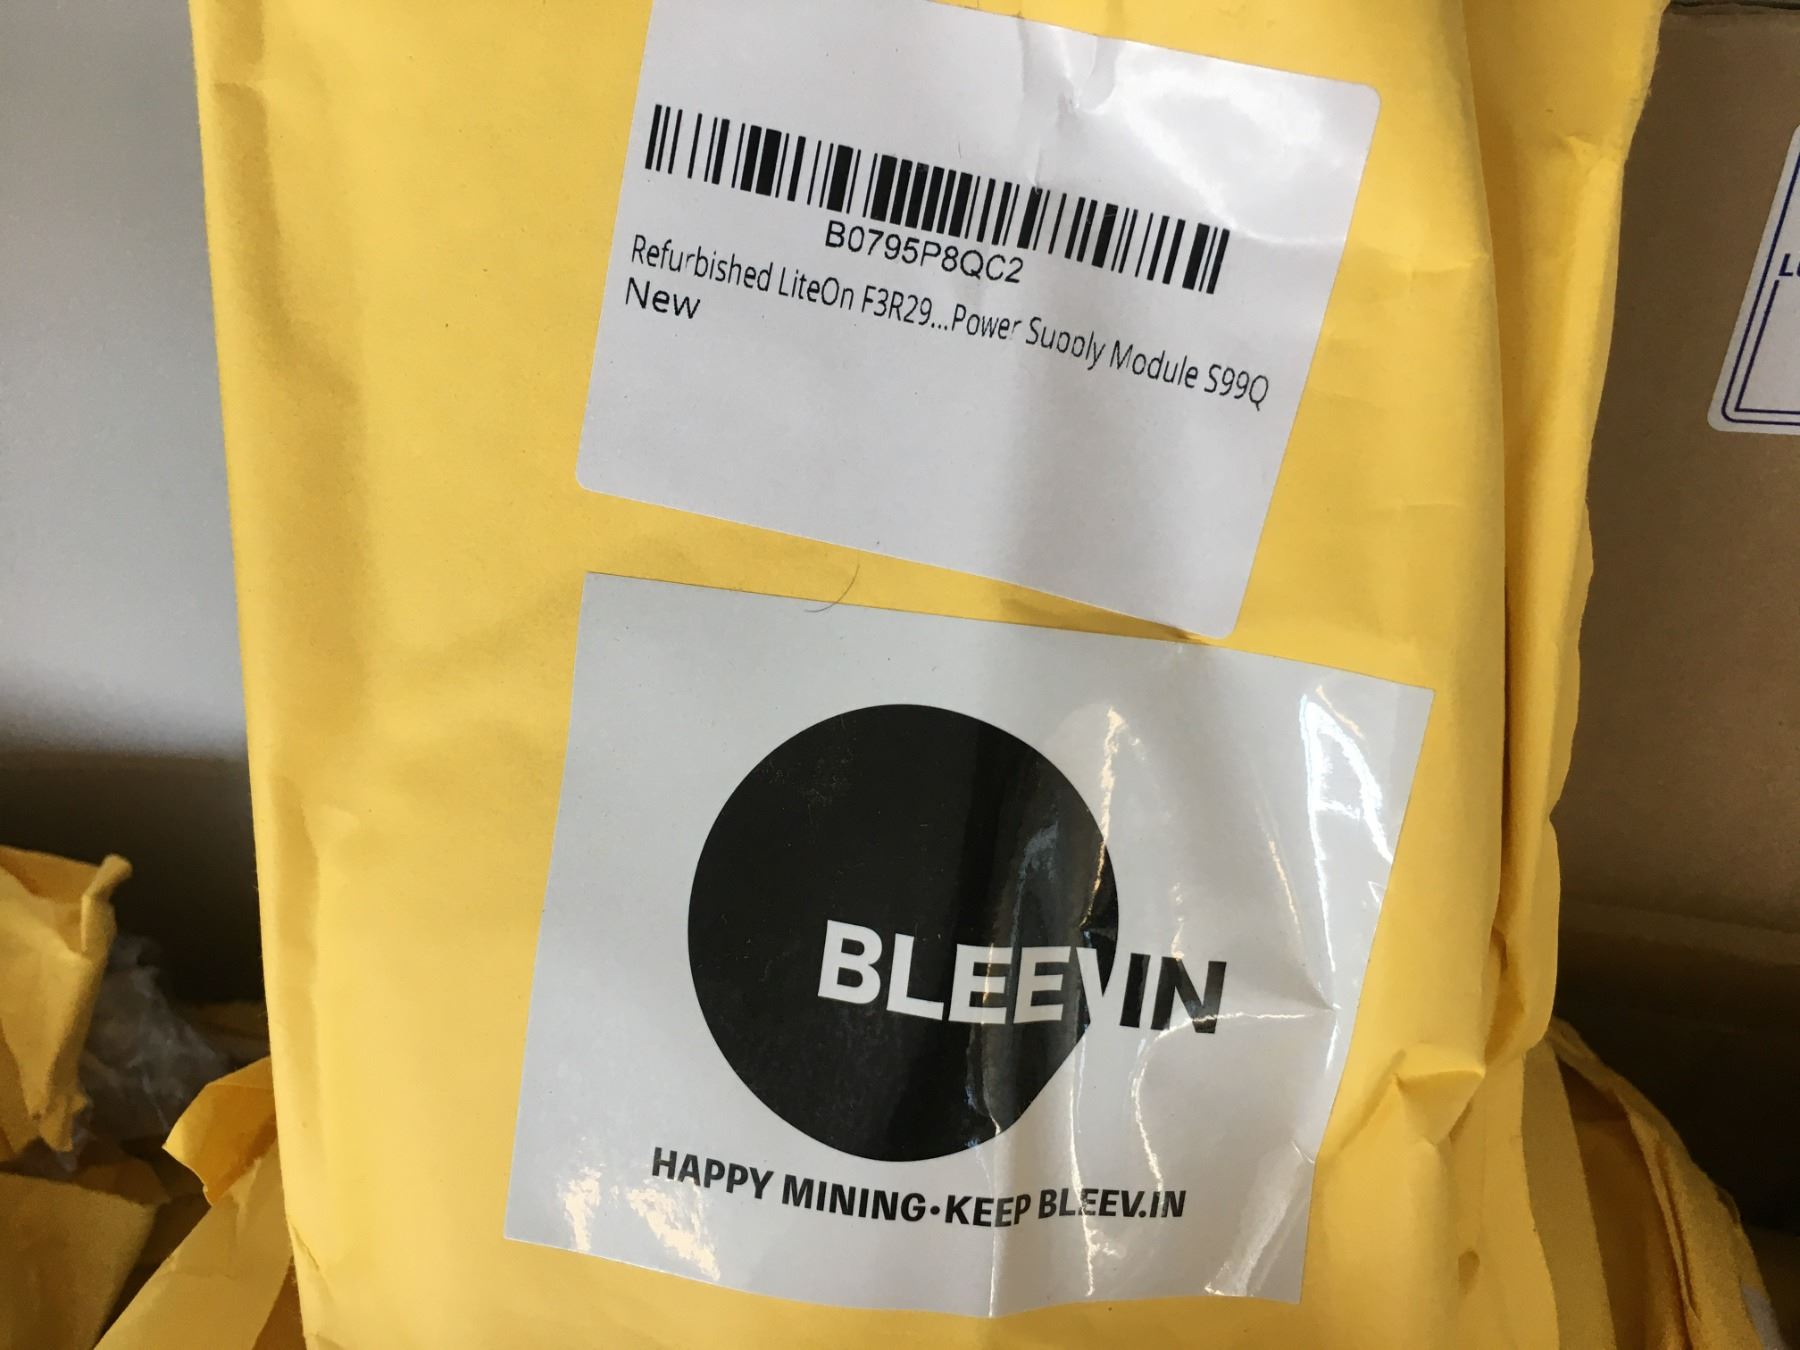 B0795P8QC2
Refurbished LiteOn F3R29...Power Supply Module S99Q
New
BLEEVIN
HAPPY MINING•KEEP BLEEV.IN